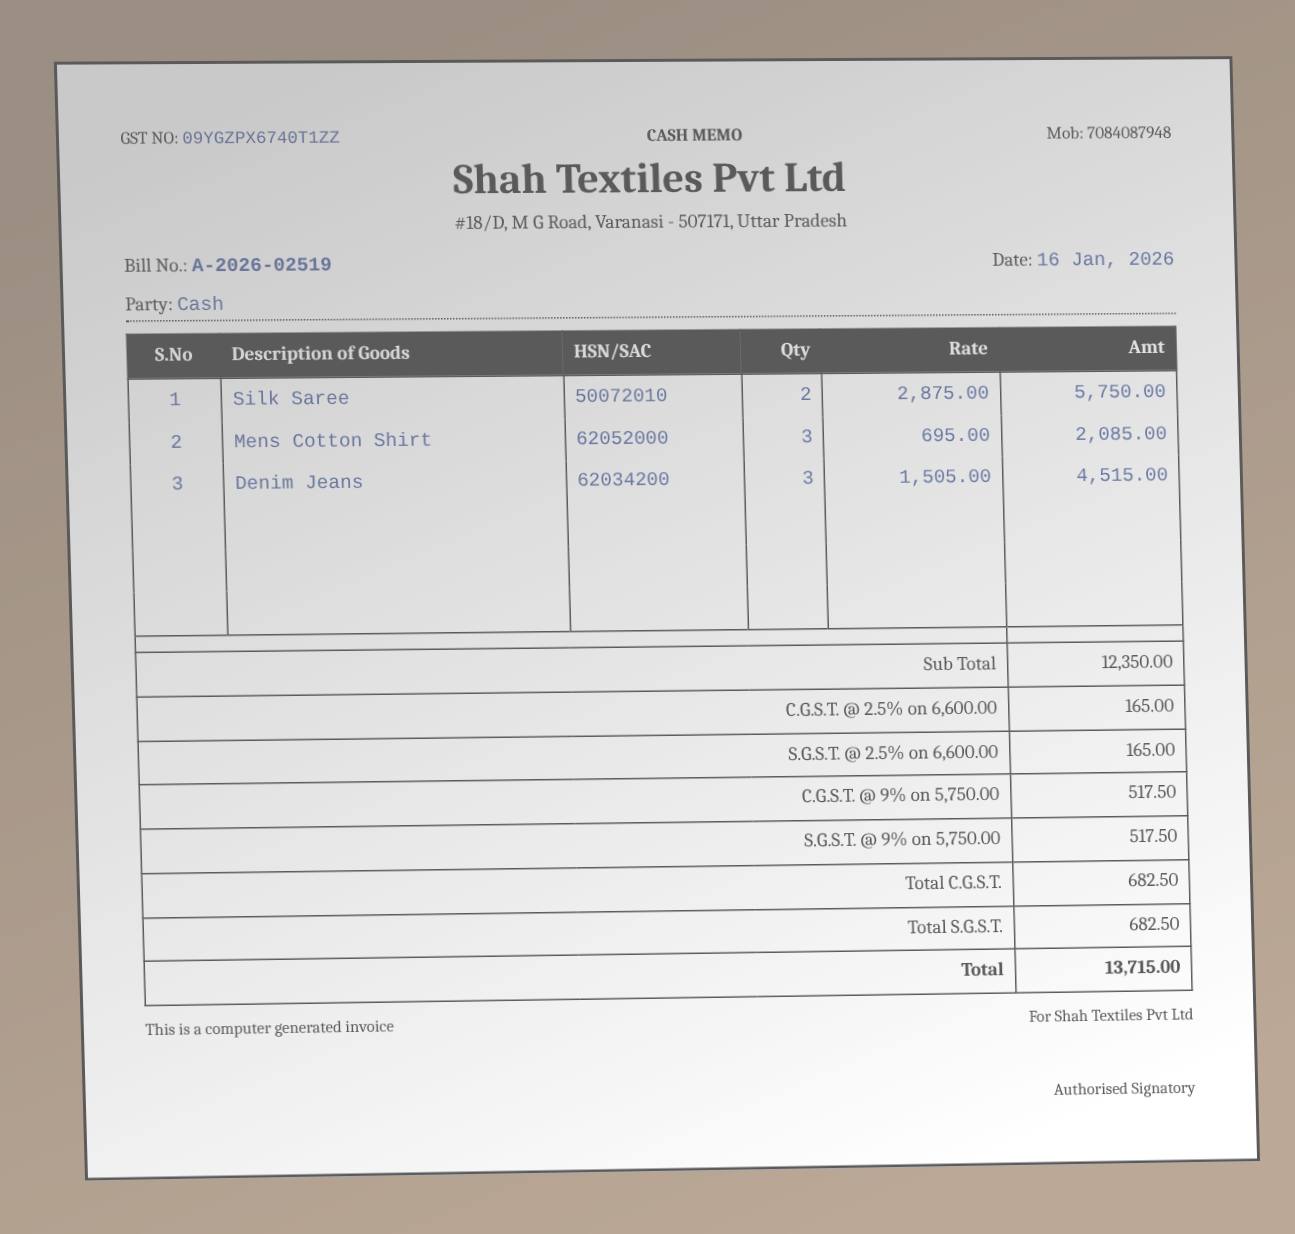 GST NO: 09YGZPX6740T1ZZ CASH MEMO Mob: 7084087948
Shah Textiles Pvt Ltd
#18/D, M G Road, Varanasi - 507171, Uttar Pradesh
Bill No.: A-2026-02519 Date: 16 Jan, 2026
Party: Cash
S.No Description of Goods HSN/SAC Qty Rate Amt
1 Silk Saree 50072010 2 2,875.00 5,750.00
2 Mens Cotton Shirt 62052000 3 695.00 2,085.00
3 Denim Jeans 62034200 3 1,505.00 4,515.00
Sub Total 12,350.00
C.G.S.T. @ 2.5% on 6,600.00 165.00
S.G.S.T. @ 2.5% on 6,600.00 165.00
C.G.S.T. @ 9% on 5,750.00 517.50
S.G.S.T. @ 9% on 5,750.00 517.50
Total C.G.S.T. 682.50
Total S.G.S.T. 682.50
Total 13,715.00
This is a computer generated invoice For Shah Textiles Pvt Ltd
Authorised Signatory